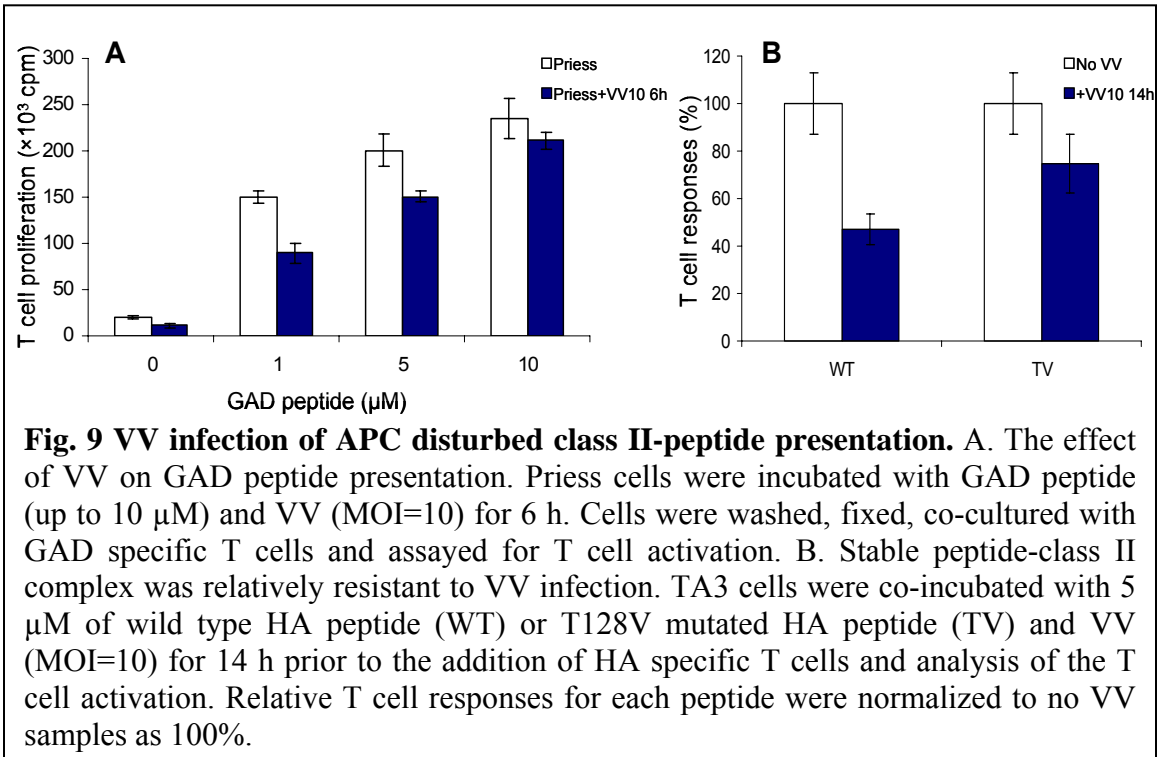 A
300
250
200
150
100
50
0
T cell proliferation (×10³ cpm)
Priess
Priess+VV10 6h
0 1 5 10
GAD peptide (µM)
B
120
100
80
60
40
20
0
T cell responses (%)
No VV
+VV10 14h
WT TV
Fig. 9 VV infection of APC disturbed class II-peptide presentation. A. The effect
of VV on GAD peptide presentation. Priess cells were incubated with GAD peptide
(up to 10 µM) and VV (MOI=10) for 6 h. Cells were washed, fixed, co-cultured with
GAD specific T cells and assayed for T cell activation. B. Stable peptide-class II
complex was relatively resistant to VV infection. TA3 cells were co-incubated with 5
µM of wild type HA peptide (WT) or T128V mutated HA peptide (TV) and VV
(MOI=10) for 14 h prior to the addition of HA specific T cells and analysis of the T
cell activation. Relative T cell responses for each peptide were normalized to no VV
samples as 100%.